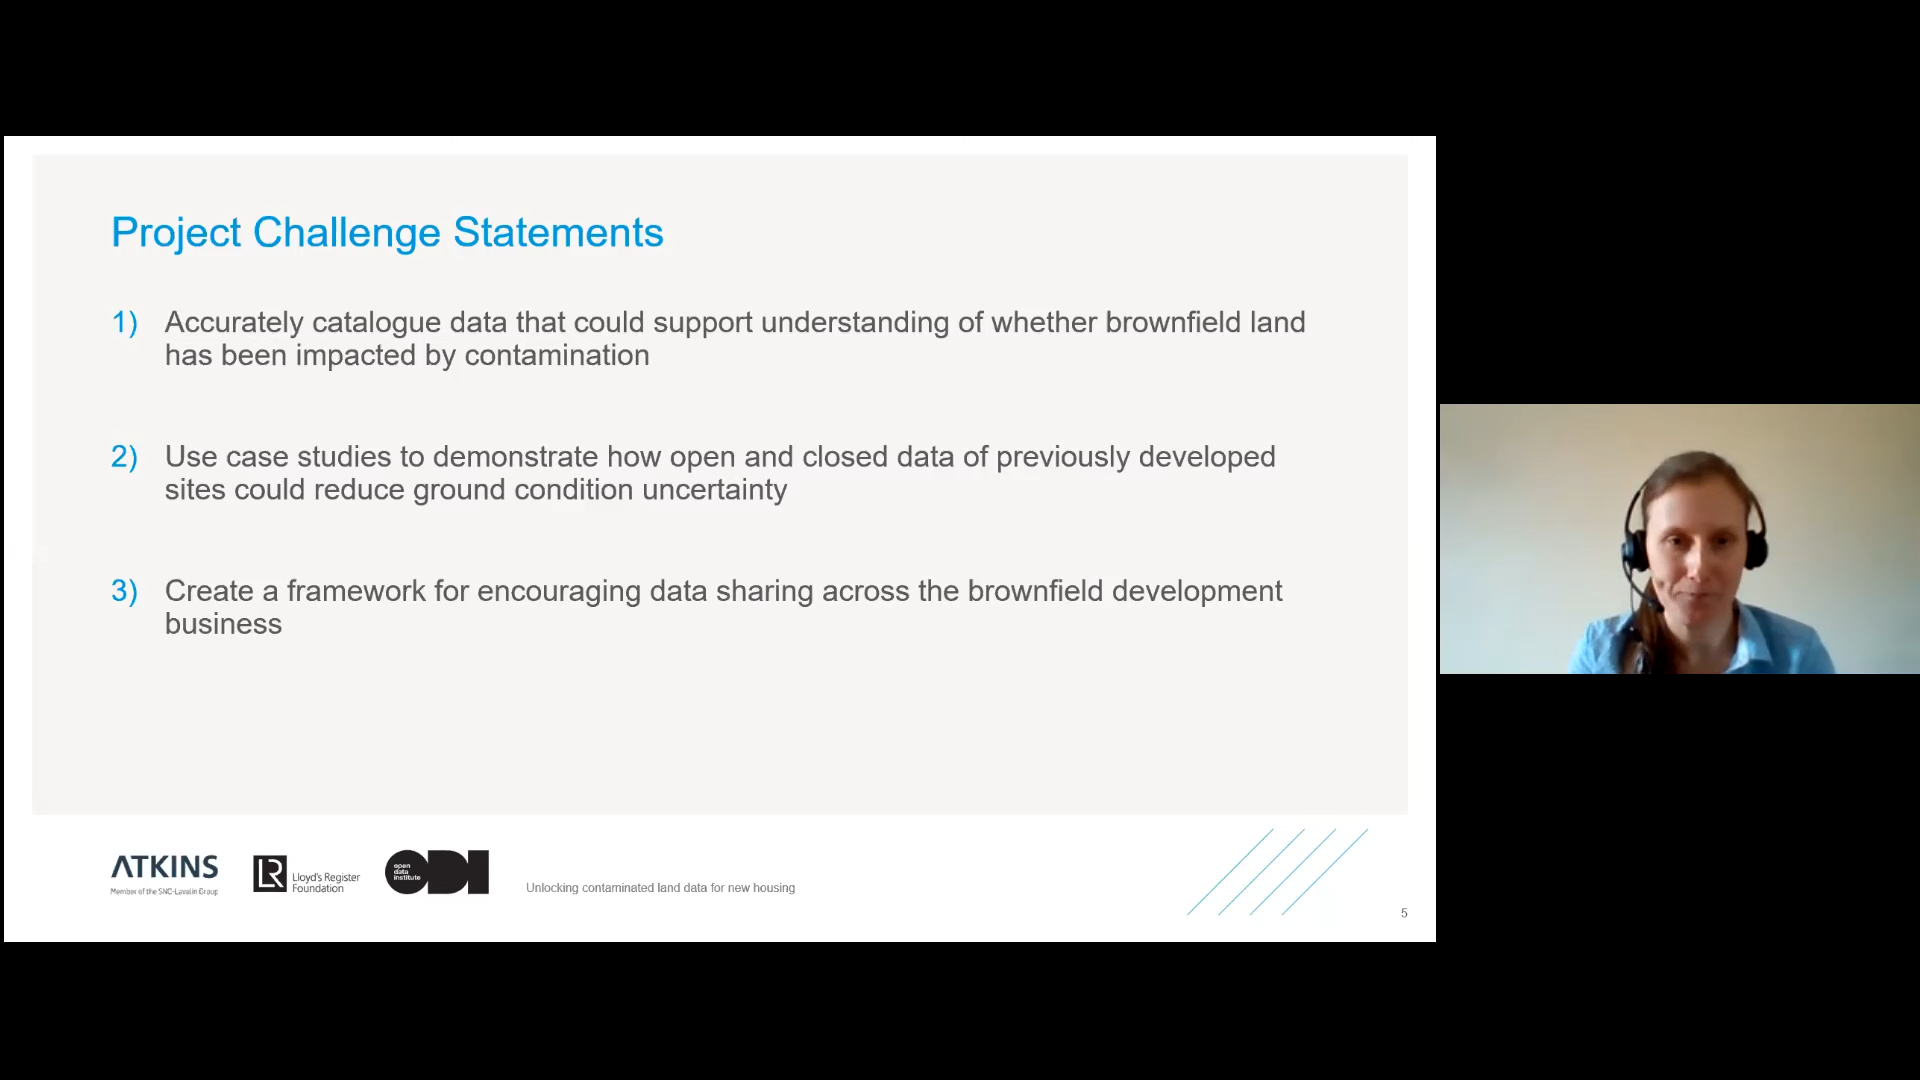 Project Challenge Statements
1) Accurately catalogue data that could support understanding of whether brownfield land
has been impacted by contamination
2) Use case studies to demonstrate how open and closed data of previously developed
sites could reduce ground condition uncertainty
3) Create a framework for encouraging data sharing across the brownfield development
business
ATKINS
Member of the SNC-Lavalin Group
LR
Lloyd's Register
Foundation
open
data
institute
ODI
Unlocking contaminated land data for new housing
5